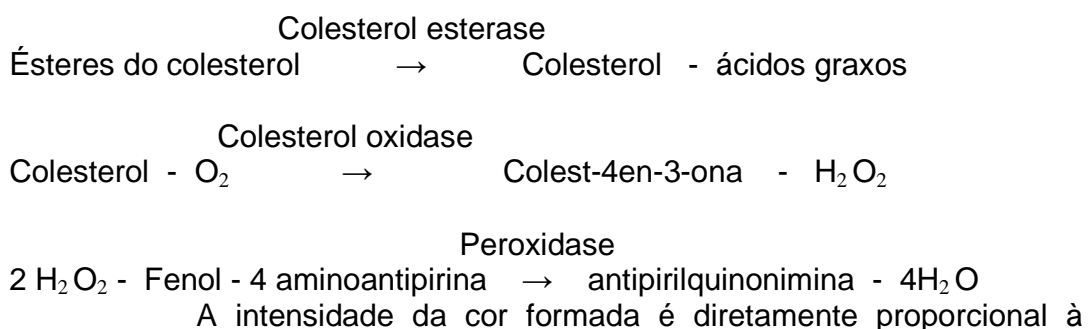 Colesterol esterase
Ésteres do colesterol → Colesterol - ácidos graxos
Colesterol oxidase
Colesterol - O₂ → Colest-4en-3-ona - H₂O₂
Peroxidase
2 H₂O₂ - Fenol - 4 aminoantipirina → antipirilquinonimina - 4H₂O
A intensidade da cor formada é diretamente proporcional à